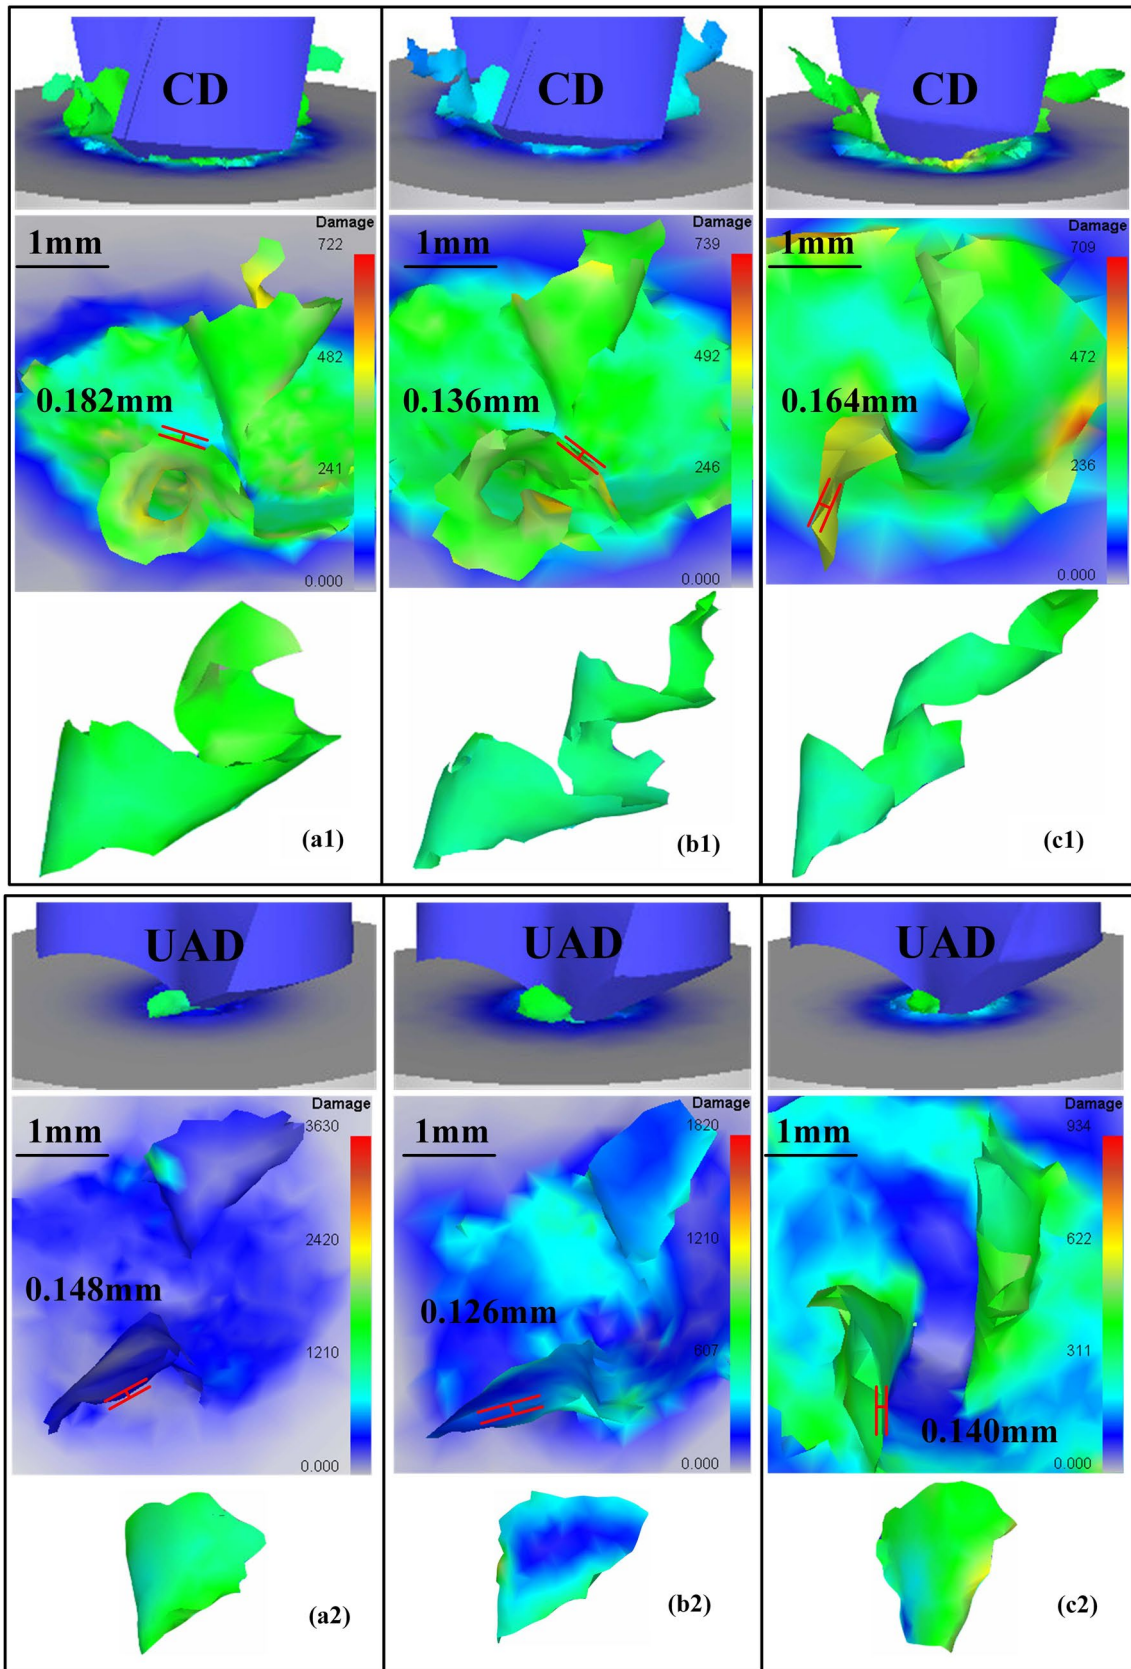 CD
CD
CD
Damage
1mm
722
482
0.182mm
241
0.000
Damage
1mm
739
492
0.136mm
246
0.000
Damage
1mm
709
472
0.164mm
236
0.000
(a1)
(b1)
(c1)
UAD
UAD
UAD
Damage
1mm
3630
2420
0.148mm
1210
0.000
Damage
1mm
1820
1210
0.126mm
607
0.000
Damage
1mm
934
622
311
0.140mm
0.000
(a2)
(b2)
(c2)